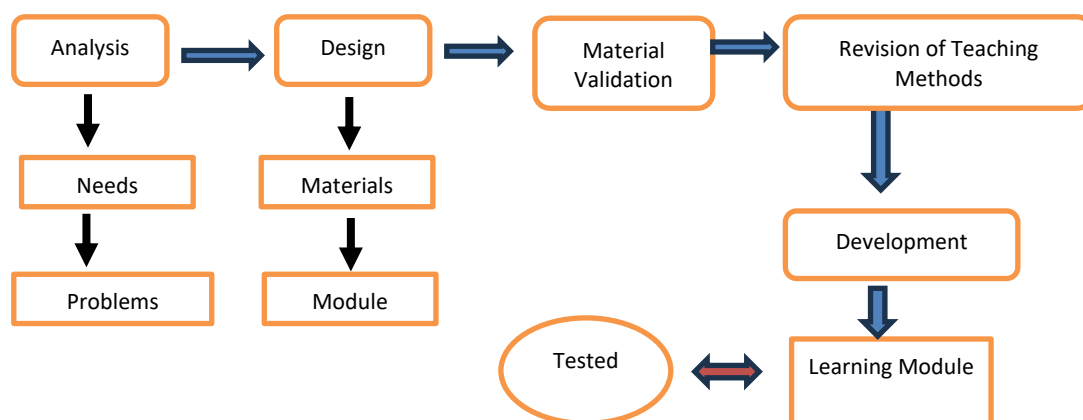 Analysis
Design
Material
Validation
Revision of Teaching
Methods
Needs
Materials
Development
Problems
Module
Tested
Learning Module